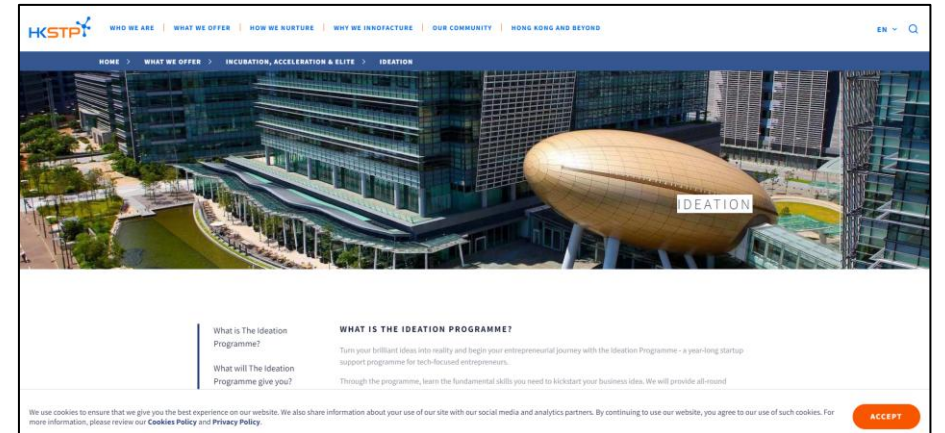 HKSTP
WHO WE ARE
WHAT WE OFFER
HOW WE NURTURE
WHY WE INNOFACTURE
OUR COMMUNITY
HONG KONG AND BEYOND
EN
HOME > WHAT WE OFFER > INCUBATION, ACCELERATION & ELITE > IDEATION
IDEATION
What is The Ideation
Programme?
What will The Ideation
Programme give you?
WHAT IS THE IDEATION PROGRAMME?
Turn your brilliant ideas into reality and begin your entrepreneurial journey with the Ideation Programme - a year-long startup
support programme for tech-focused entrepreneurs.
Through the programme, learn the fundamental skills you need to kickstart your business idea. We will provide all-round
We use cookies to ensure that we give you the best experience on our website. We also share information about your use of our site with our social media and analytics partners. By continuing to use our website, you agree to our use of such cookies. For
more information, please review our Cookies Policy and Privacy Policy.
ACCEPT